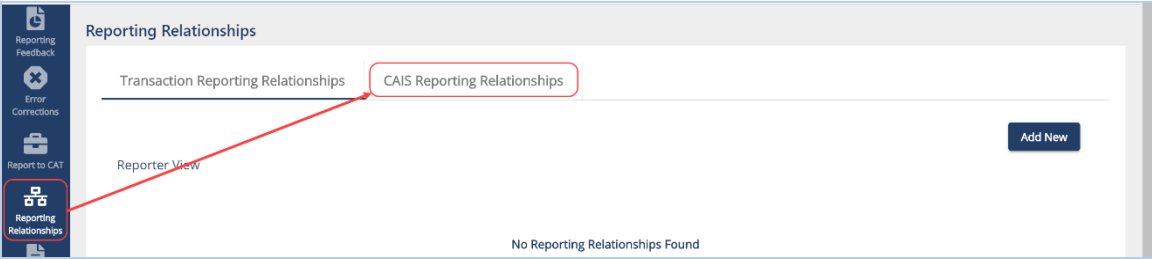 Reporting
Feedback
Error
Corrections
Report to CAT
Reporting
Relationships
Reporting Relationships
Transaction Reporting Relationships
CAIS Reporting Relationships
Add New
Reporter View
No Reporting Relationships Found